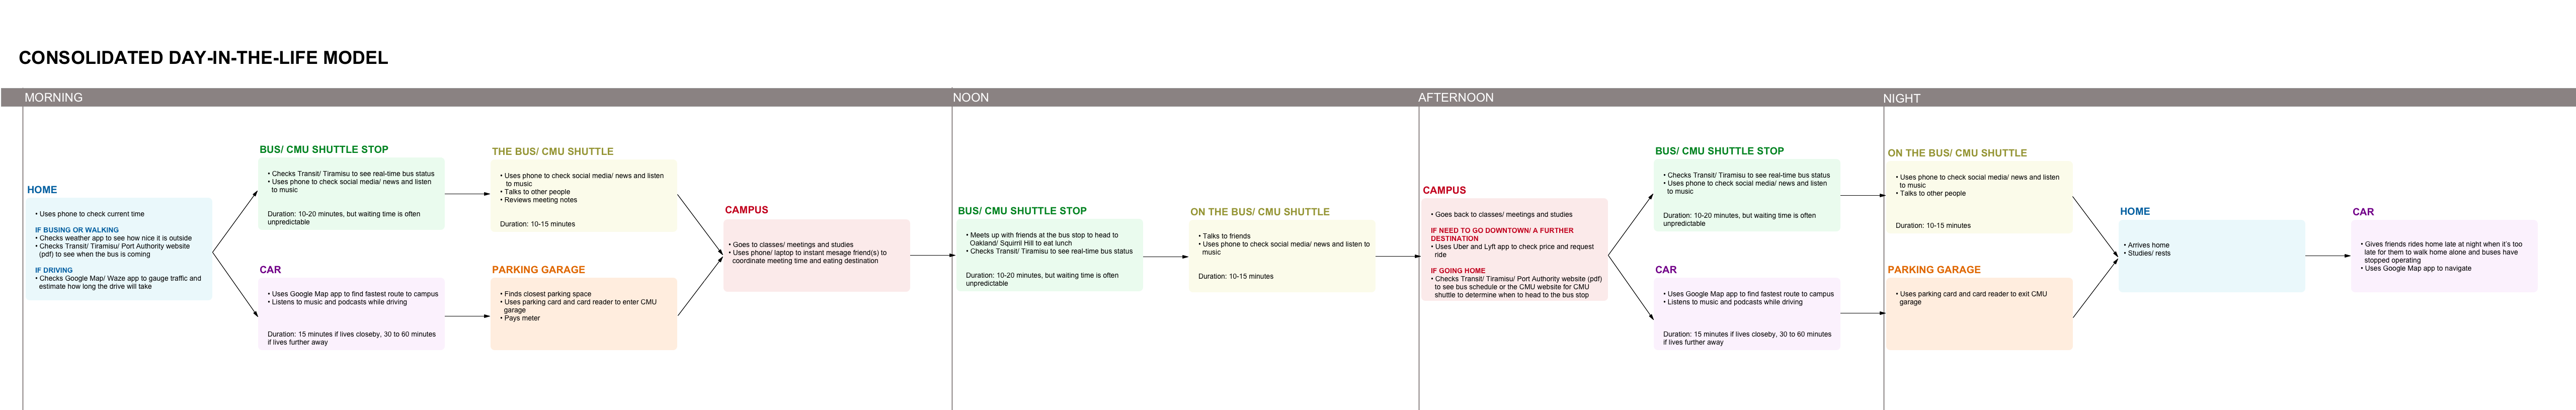 CONSOLIDATED DAY-IN-THE-LIFE MODEL
MORNING
NOON
AFTERNOON
NIGHT
HOME
• Uses phone to check current time
IF BUSING OR WALKING
• Checks weather app to see how nice it is outside
• Checks Transit/ Tiramisu/ Port Authority website
(pdf) to see when the bus is coming
IF DRIVING
• Checks Google Map/ Waze app to gauge traffic and
estimate how long the drive will take
BUS/ CMU SHUTTLE STOP
• Checks Transit/ Tiramisu to see real-time bus status
• Uses phone to check social media/ news and listen
to music
Duration: 10-20 minutes, but waiting time is often
unpredictable
CAR
• Uses Google Map app to find fastest route to campus
• Listens to music and podcasts while driving
Duration: 15 minutes if lives closeby, 30 to 60 minutes
if lives further away
THE BUS/ CMU SHUTTLE
• Uses phone to check social media/ news and listen
to music
• Talks to other people
• Reviews meeting notes
Duration: 10-15 minutes
PARKING GARAGE
• Finds closest parking space
• Uses parking card and card reader to enter CMU
garage
• Pays meter
CAMPUS
• Goes to classes/ meetings and studies
• Uses phone/ laptop to instant mesage friend(s) to
coordinate meeting time and eating destination
BUS/ CMU SHUTTLE STOP
• Meets up with friends at the bus stop to head to
Oakland/ Squirril Hill to eat lunch
• Checks Transit/ Tiramisu to see real-time bus status
Duration: 10-20 minutes, but waiting time is often
unpredictable
ON THE BUS/ CMU SHUTTLE
• Talks to friends
• Uses phone to check social media/ news and listen to
music
Duration: 10-15 minutes
CAMPUS
• Goes back to classes/ meetings and studies
IF NEED TO GO DOWNTOWN/ A FURTHER
DESTINATION
• Uses Uber and Lyft app to check price and request
ride
IF GOING HOME
• Checks Transit/ Tiramisu/ Port Authority website (pdf)
to see bus schedule or the CMU website for CMU
shuttle to determine when to head to the bus stop
BUS/ CMU SHUTTLE STOP
• Checks Transit/ Tiramisu to see real-time bus status
• Uses phone to check social media/ news and listen
to music
Duration: 10-20 minutes, but waiting time is often
unpredictable
CAR
• Uses Google Map app to find fastest route to campus
• Listens to music and podcasts while driving
Duration: 15 minutes if lives closeby, 30 to 60 minutes
if lives further away
ON THE BUS/ CMU SHUTTLE
• Uses phone to check social media/ news and listen
to music
• Talks to other people
Duration: 10-15 minutes
PARKING GARAGE
• Uses parking card and card reader to exit CMU
garage
HOME
• Arrives home
• Studies/ rests
CAR
• Gives friends rides home late at night when it's too
late for them to walk home alone and buses have
stopped operating
• Uses Google Map app to navigate